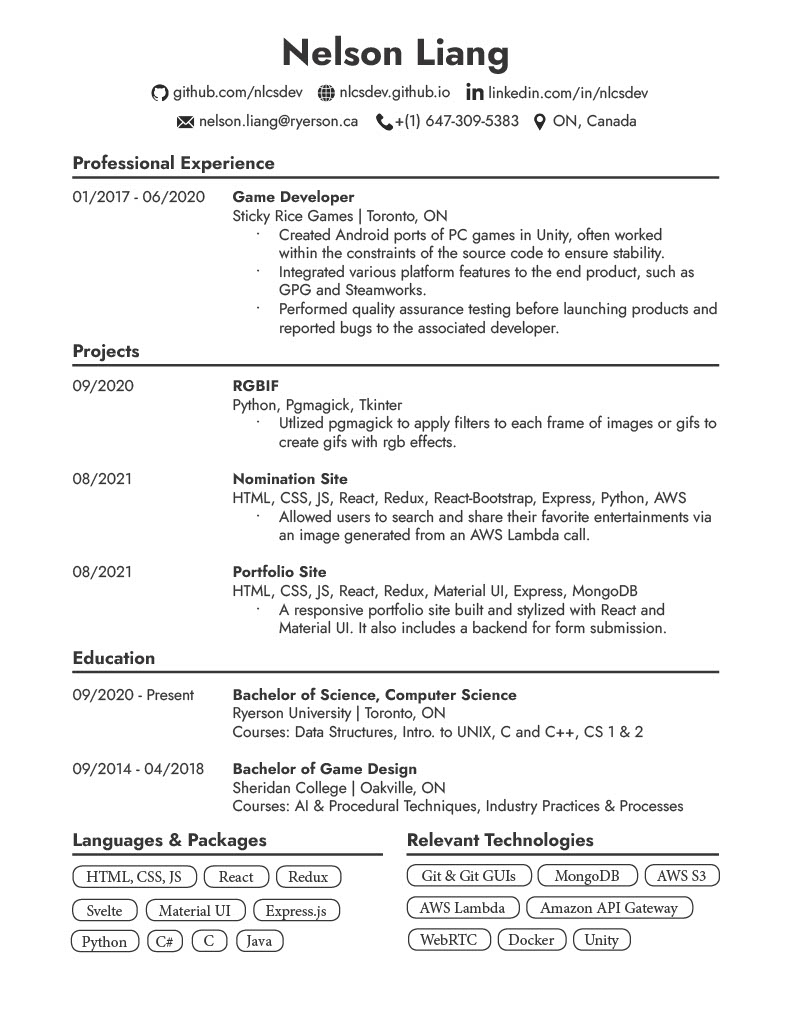 Nelson Liang
github.com/nlcsdev nlcsdev.github.io linkedin.com/in/nlcsdev
nelson.liang@ryerson.ca +(1) 647-309-5383 ON, Canada
Professional Experience
01/2017 - 06/2020 Game Developer
Sticky Rice Games | Toronto, ON
· Created Android ports of PC games in Unity, often worked
within the constraints of the source code to ensure stability.
· Integrated various platform features to the end product, such as
GPG and Steamworks.
· Performed quality assurance testing before launching products and
reported bugs to the associated developer.
Projects
09/2020 RGBIF
Python, Pgmagick, Tkinter
· Utlized pgmagick to apply filters to each frame of images or gifs to
create gifs with rgb effects.
08/2021 Nomination Site
HTML, CSS, JS, React, Redux, React-Bootstrap, Express, Python, AWS
· Allowed users to search and share their favorite entertainments via
an image generated from an AWS Lambda call.
08/2021 Portfolio Site
HTML, CSS, JS, React, Redux, Material UI, Express, MongoDB
· A responsive portfolio site built and stylized with React and
Material UI. It also includes a backend for form submission.
Education
09/2020 - Present Bachelor of Science, Computer Science
Ryerson University | Toronto, ON
Courses: Data Structures, Intro. to UNIX, C and C++, CS 1 & 2
09/2014 - 04/2018 Bachelor of Game Design
Sheridan College | Oakville, ON
Courses: AI & Procedural Techniques, Industry Practices & Processes
Languages & Packages
HTML, CSS, JS React Redux
Svelte Material UI Express.js
Python C# C Java
Relevant Technologies
Git & Git GUIs MongoDB AWS S3
AWS Lambda Amazon API Gateway
WebRTC Docker Unity